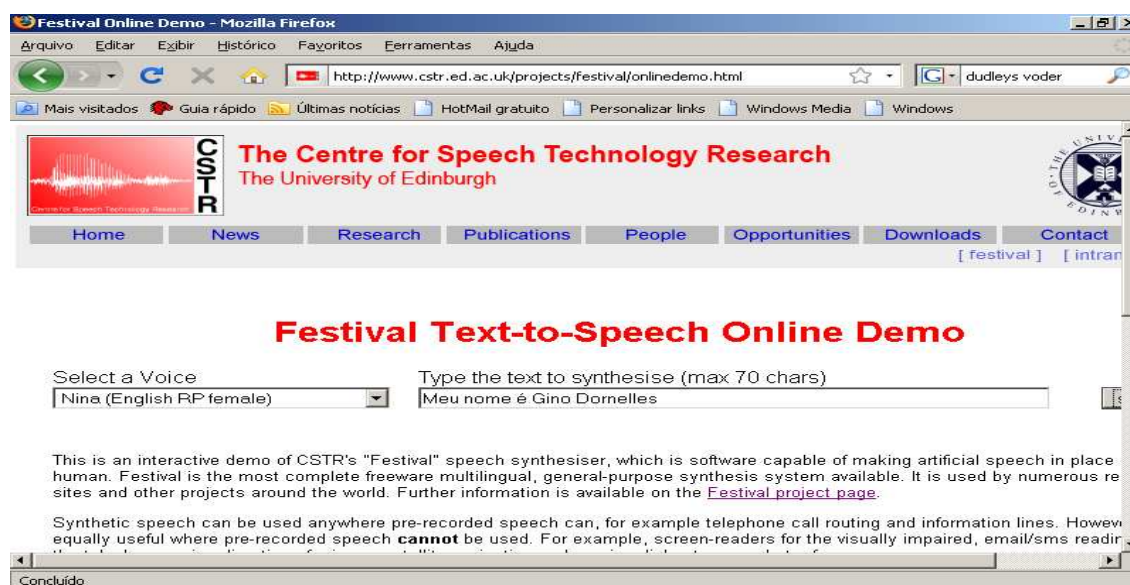 Festival Online Demo - Mozilla Firefox
Arquivo Editar Exibir Histórico Favoritos Ferramentas Ajuda
http://www.cstr.ed.ac.uk/projects/festival/onlinedemo.html G dudleys voder
Mais visitados Guia rápido Últimas notícias HotMail gratuito Personalizar links Windows Media Windows
CSTR
Centre for Speech Technology Research
The Centre for Speech Technology Research
The University of Edinburgh
Home News Research Publications People Opportunities Downloads Contact
[ festival ] [ intran
Festival Text-to-Speech Online Demo
Select a Voice Type the text to synthesise (max 70 chars)
Nina (English RP female) Meu nome é Gino Dornelles
This is an interactive demo of CSTR's "Festival" speech synthesiser, which is software capable of making artificial speech in place
human. Festival is the most complete freeware multilingual, general-purpose synthesis system available. It is used by numerous re
sites and other projects around the world. Further information is available on the Festival project page.
Synthetic speech can be used anywhere pre-recorded speech can, for example telephone call routing and information lines. Howev
equally useful where pre-recorded speech cannot be used. For example, screen-readers for the visually impaired, email/sms readin
Concluído